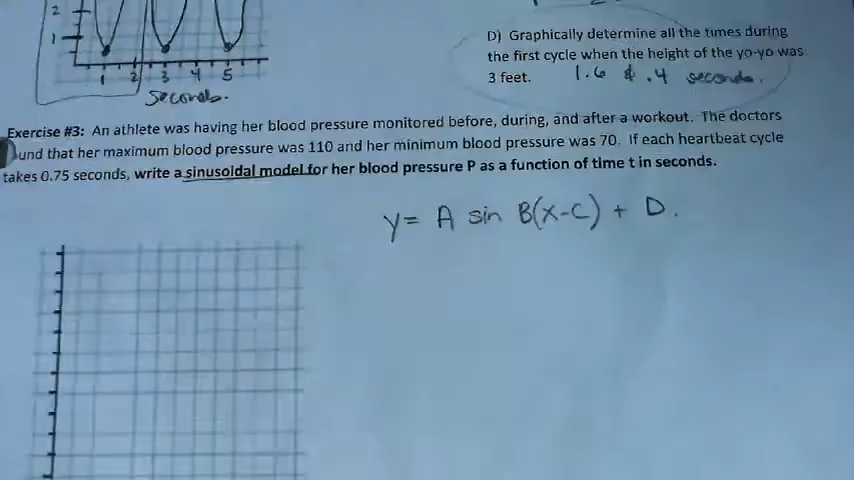 2
1
1 2 3 4 5
Seconds.
D) Graphically determine all the times during
the first cycle when the height of the yo-yo was
3 feet. 1.6 & .4 seconds.
Exercise #3: An athlete was having her blood pressure monitored before, during, and after a workout. The doctors
und that her maximum blood pressure was 110 and her minimum blood pressure was 70. If each heartbeat cycle
takes 0.75 seconds, write a sinusoidal model for her blood pressure P as a function of time t in seconds.
y= A sin B(x-C) + D.